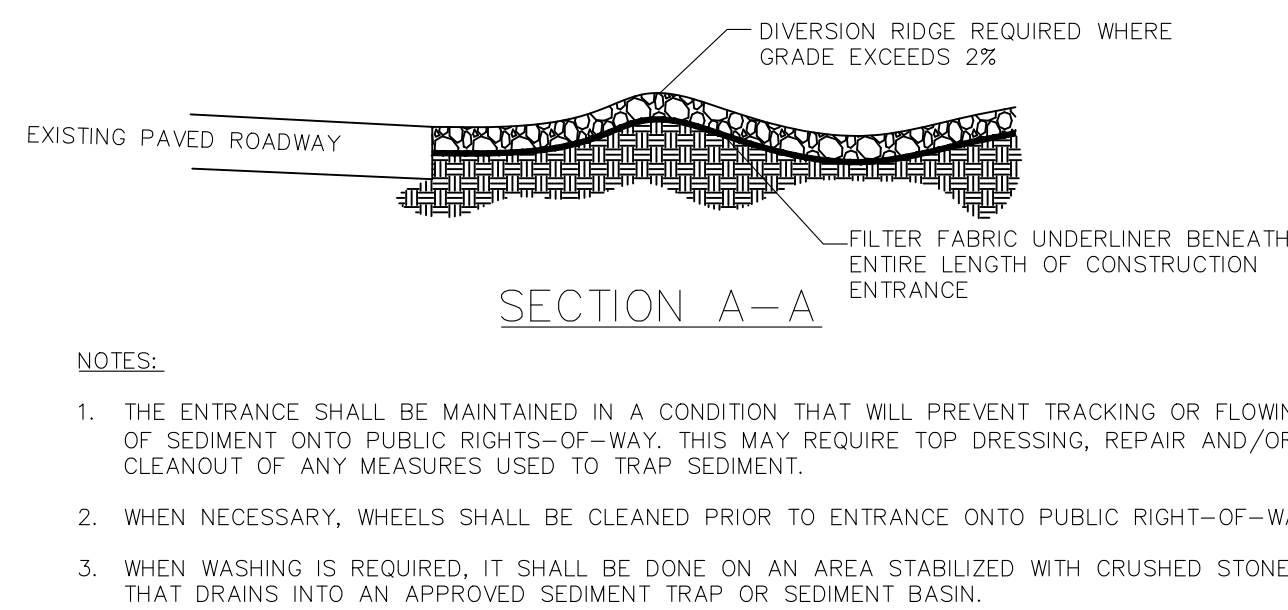 DIVERSION RIDGE REQUIRED WHERE
GRADE EXCEEDS 2%
EXISTING PAVED ROADWAY
FILTER FABRIC UNDERLINER BENEATH
ENTIRE LENGTH OF CONSTRUCTION
ENTRANCE
SECTION A-A
NOTES:
1. THE ENTRANCE SHALL BE MAINTAINED IN A CONDITION THAT WILL PREVENT TRACKING OR
OF SEDIMENT ONTO PUBLIC RIGHTS-OF-WAY. THIS MAY REQUIRE TOP DRESSING, REPAIR AND/OR
CLEANOUT OF ANY MEASURES USED TO TRAP SEDIMENT.
2. WHEN NECESSARY, WHEELS SHALL BE CLEANED PRIOR TO ENTRANCE ONTO PUBLIC
3. WHEN WASHING IS REQUIRED, IT SHALL BE DONE ON AN AREA STABILIZED WITH CRUSHED STONE
THAT DRAINS INTO AN APPROVED SEDIMENT TRAP OR SEDIMENT BASIN.